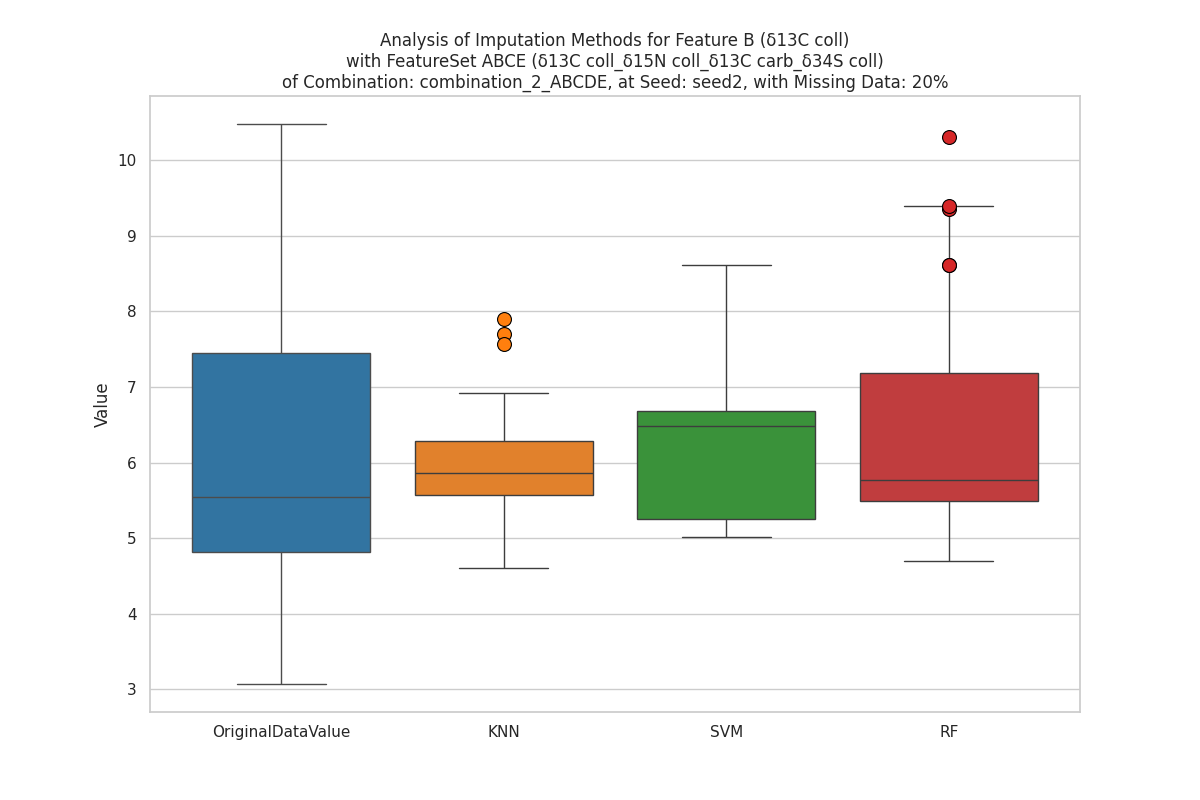 Analysis of Imputation Methods for Feature B (δ13C coll)
with FeatureSet ABCE (δ13C coll_δ15N coll_δ13C carb_δ34S coll)
of Combination: combination_2_ABCDE, at Seed: seed2, with Missing Data: 20%
10
9
8
7
6
5
4
3
Value
OriginalDataValue
KNN
SVM
RF